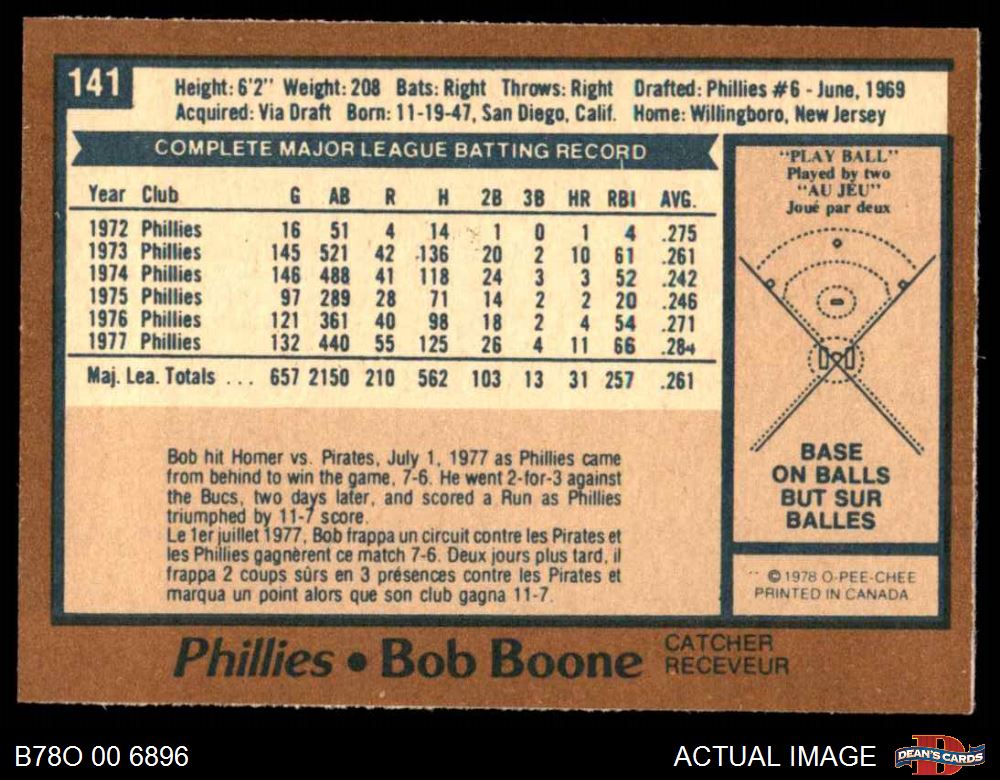 141
Height: 6'2" Weight: 208 Bats: Right Throws: Right Drafted: Phillies #6 - June, 1969
Acquired: Via Draft Born: 11-19-47, San Diego, Calif. Home: Willingboro, New Jersey
COMPLETE MAJOR LEAGUE BATTING RECORD
Year Club G AB R H 2B 3B HR RBI AVG.
1972 Phillies 16 51 4 14 1 0 1 4 .275
1973 Phillies 145 521 42 136 20 2 10 61 .261
1974 Phillies 146 488 41 118 24 3 3 52 .242
1975 Phillies 97 289 28 71 14 2 2 20 .246
1976 Phillies 121 361 40 98 18 2 4 54 .271
1977 Phillies 132 440 55 125 26 4 11 66 .284
Maj. Lea. Totals ... 657 2150 210 562 103 13 31 257 .261
Bob hit Homer vs. Pirates, July 1, 1977 as Phillies came
from behind to win the game, 7-6. He went 2-for-3 against
the Bucs, two days later, and scored a Run as Phillies
triumphed by 11-7 score.
Le 1er juillet 1977, Bob frappa un circuit contre les Pirates et
les Phillies gagnèrent ce match 7-6. Deux jours plus tard, il
frappa 2 coups sûrs en 3 présences contre les Pirates et
marqua un point alors que son club gagna 11-7.
"PLAY BALL"
Played by two
"AU JEU"
Joué par deux
BASE
ON BALLS
BUT SUR
BALLES
© 1978 O-PEE-CHEE
PRINTED IN CANADA
Phillies • Bob Boone
CATCHER
RECEVEUR
B78O 00 6896
ACTUAL IMAGE
DEAN'S CARDS